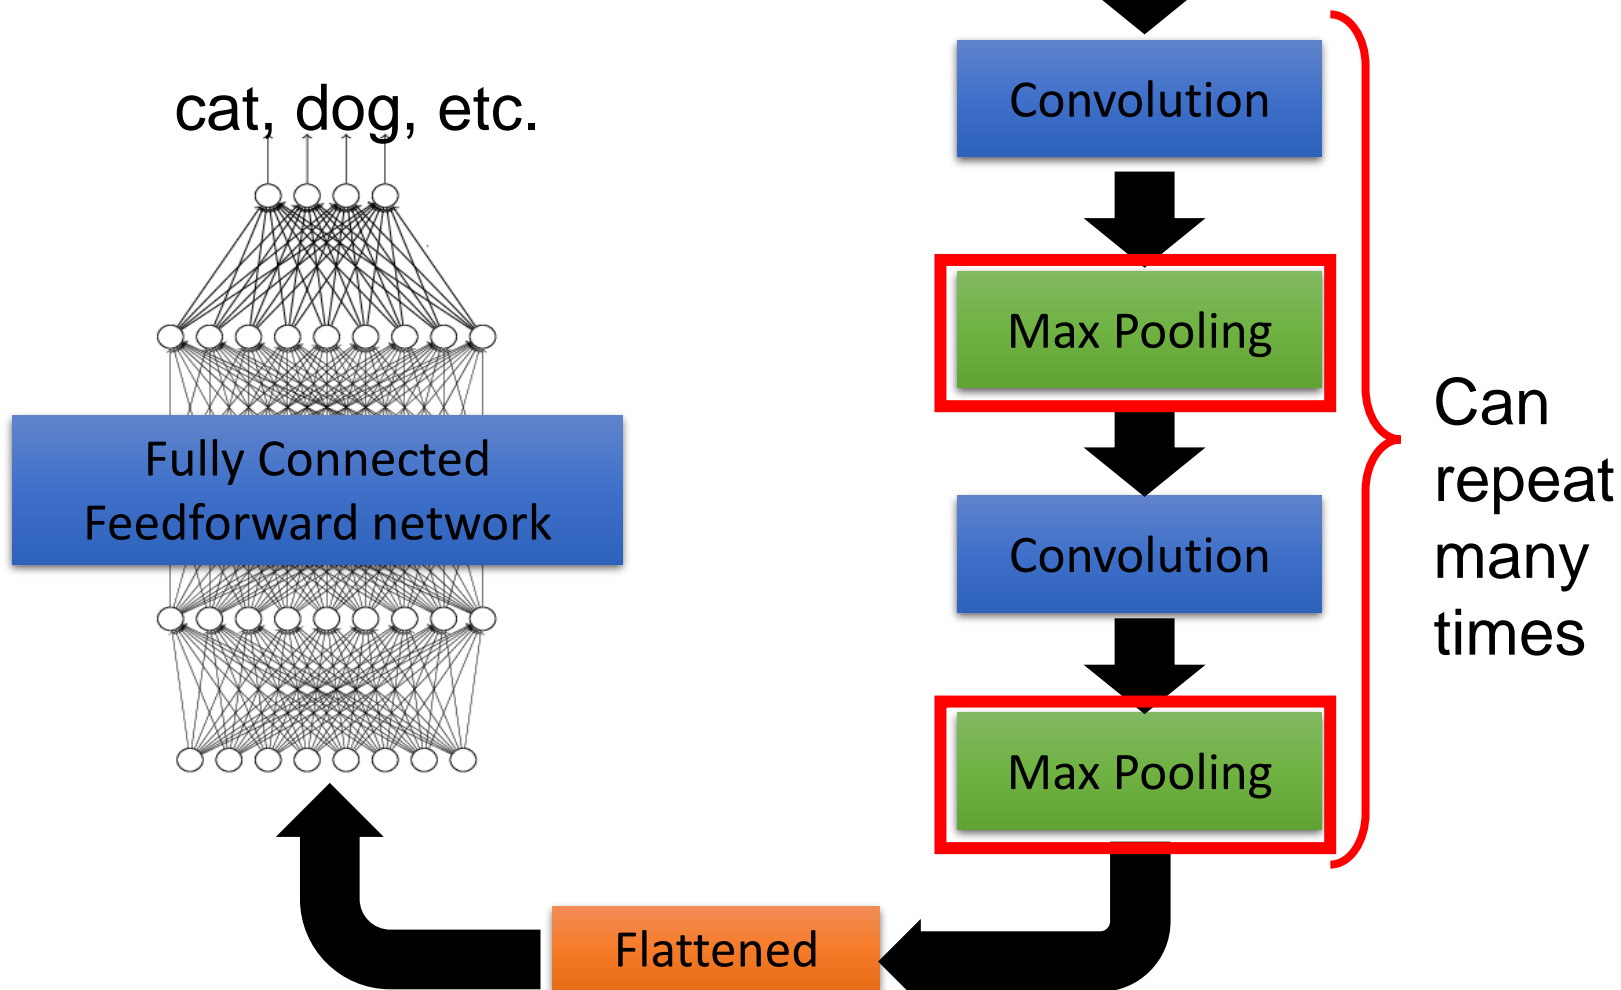 cat, dog, etc.
Convolution
Max Pooling
Fully Connected
Feedforward network
Convolution
Max Pooling
Can
repeat
many
times
Flattened